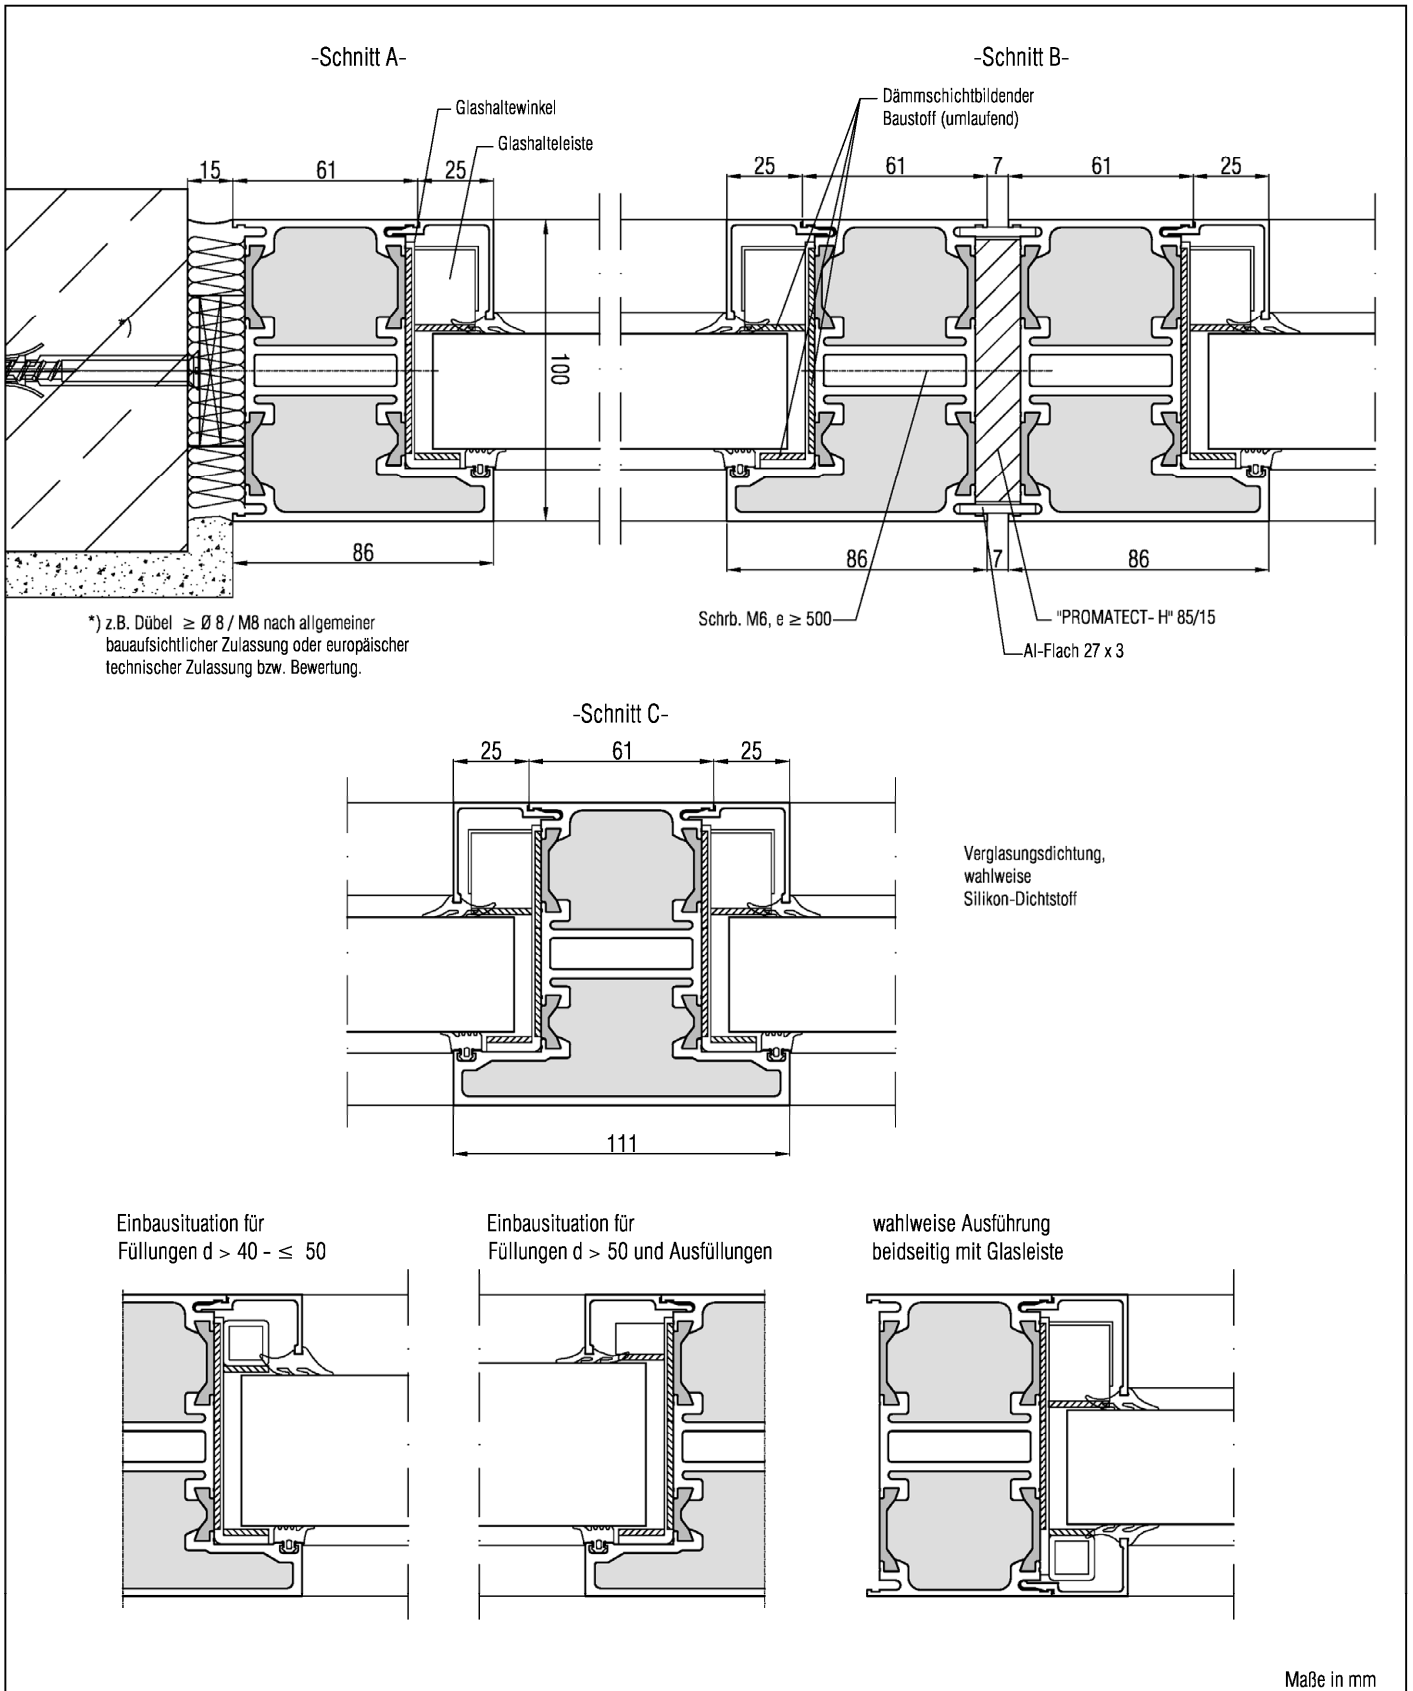 -Schnitt A-
-Schnitt B-
Glashaltewinkel
Glashalteleiste
Dämmschichtbildender
Baustoff (umlaufend)
15
61
25
25
61
7
61
25
*)
100
86
86
7
86
*) z.B. Dübel ≥ Ø 8 / M8 nach allgemeiner
bauaufsichtlicher Zulassung oder europäischer
technischer Zulassung bzw. Bewertung.
Schrb. M6, e ≥ 500
"PROMATECT- H" 85/15
Al-Flach 27 x 3
-Schnitt C-
25
61
25
Verglasungsdichtung,
wahlweise
Silikon-Dichtstoff
111
Einbausituation für
Füllungen d > 40 - ≤ 50
Einbausituation für
Füllungen d > 50 und Ausfüllungen
wahlweise Ausführung
beidseitig mit Glasleiste
Maße in mm